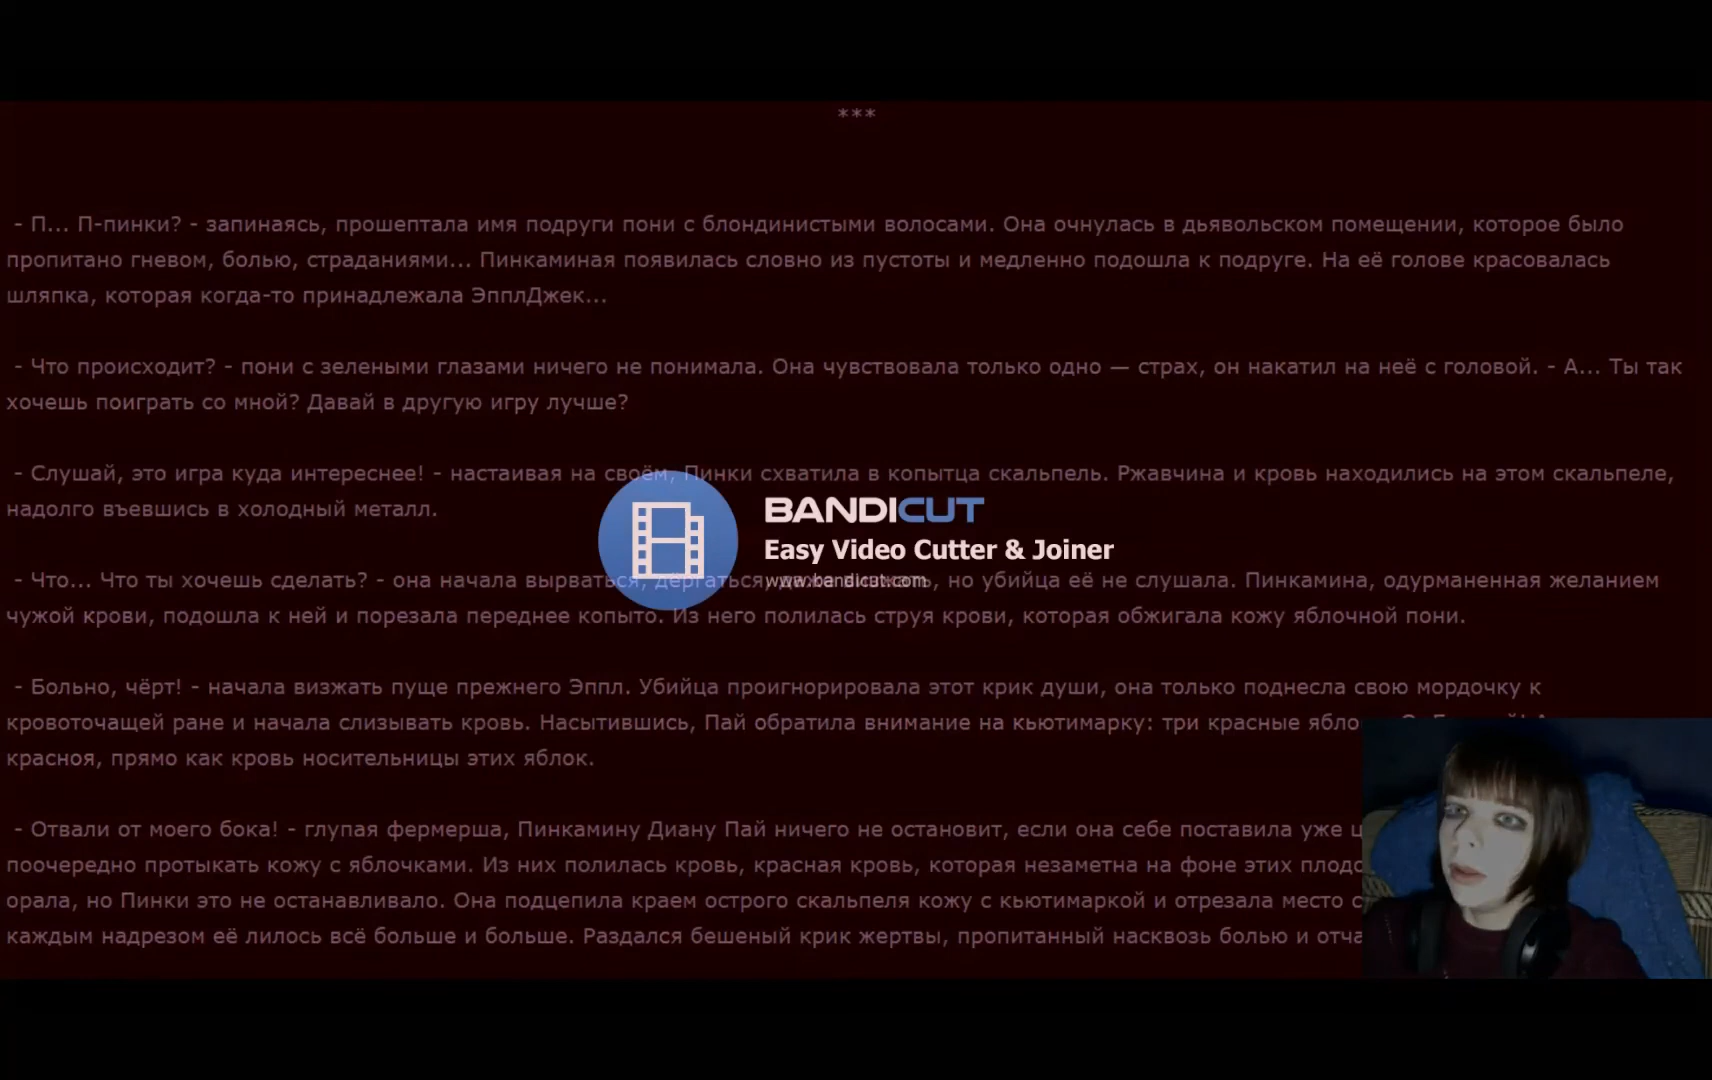 ***
- П... П-пинки? - запинаясь, прошептала имя подруги пони с блондинистыми волосами. Она очнулась в дьявольском помещении, которое было
пропитано гневом, болью, страданиями... Пинкаминая появилась словно из пустоты и медленно подошла к подруге. На её голове красовалась
шляпка, которая когда-то принадлежала ЭпплДжек...
- Что происходит? - пони с зелеными глазами ничего не понимала. Она чувствовала только одно — страх, он накатил на неё с головой. - А... Ты так
хочешь поиграть со мной? Давай в другую игру лучше?
- Слушай, это игра куда интереснее! - настаивая на своём, Пинки схватила в копытца скальпель. Ржавчина и кровь находились на этом скальпеле,
надолго въевшись в холодный металл.
BANDICUT
Easy Video Cutter & Joiner
www.bandicut.com
- Что... Что ты хочешь сделать? - она начала вырваться, дёргаться, но убийца её не слушала. Пинкамина, одурманенная желанием
чужой крови, подошла к ней и порезала переднее копыто. Из него полилась струя крови, которая обжигала кожу яблочной пони.
- Больно, чёрт! - начала визжать пуще прежнего Эппл. Убийца проигнорировала этот крик души, она только поднесла свою мордочку к
кровоточащей ране и начала слизывать кровь. Насытившись, Пай обратила внимание на кьютимарку: три красные
красноя, прямо как кровь носительницы этих яблок.
- Отвали от моего бока! - глупая фермерша, Пинкамину Диану Пай ничего не остановит, если она себе поставила уже
поочередно протыкать кожу с яблочками. Из них полилась кровь, красная кровь, которая незаметна на фоне этих
орала, но Пинки это не останавливало. Она подцепила краем острого скальпеля кожу с кьютимаркой и отрезала место
каждым надрезом её лилось всё больше и больше. Раздался бешеный крик жертвы, пропитанный насквозь болью и